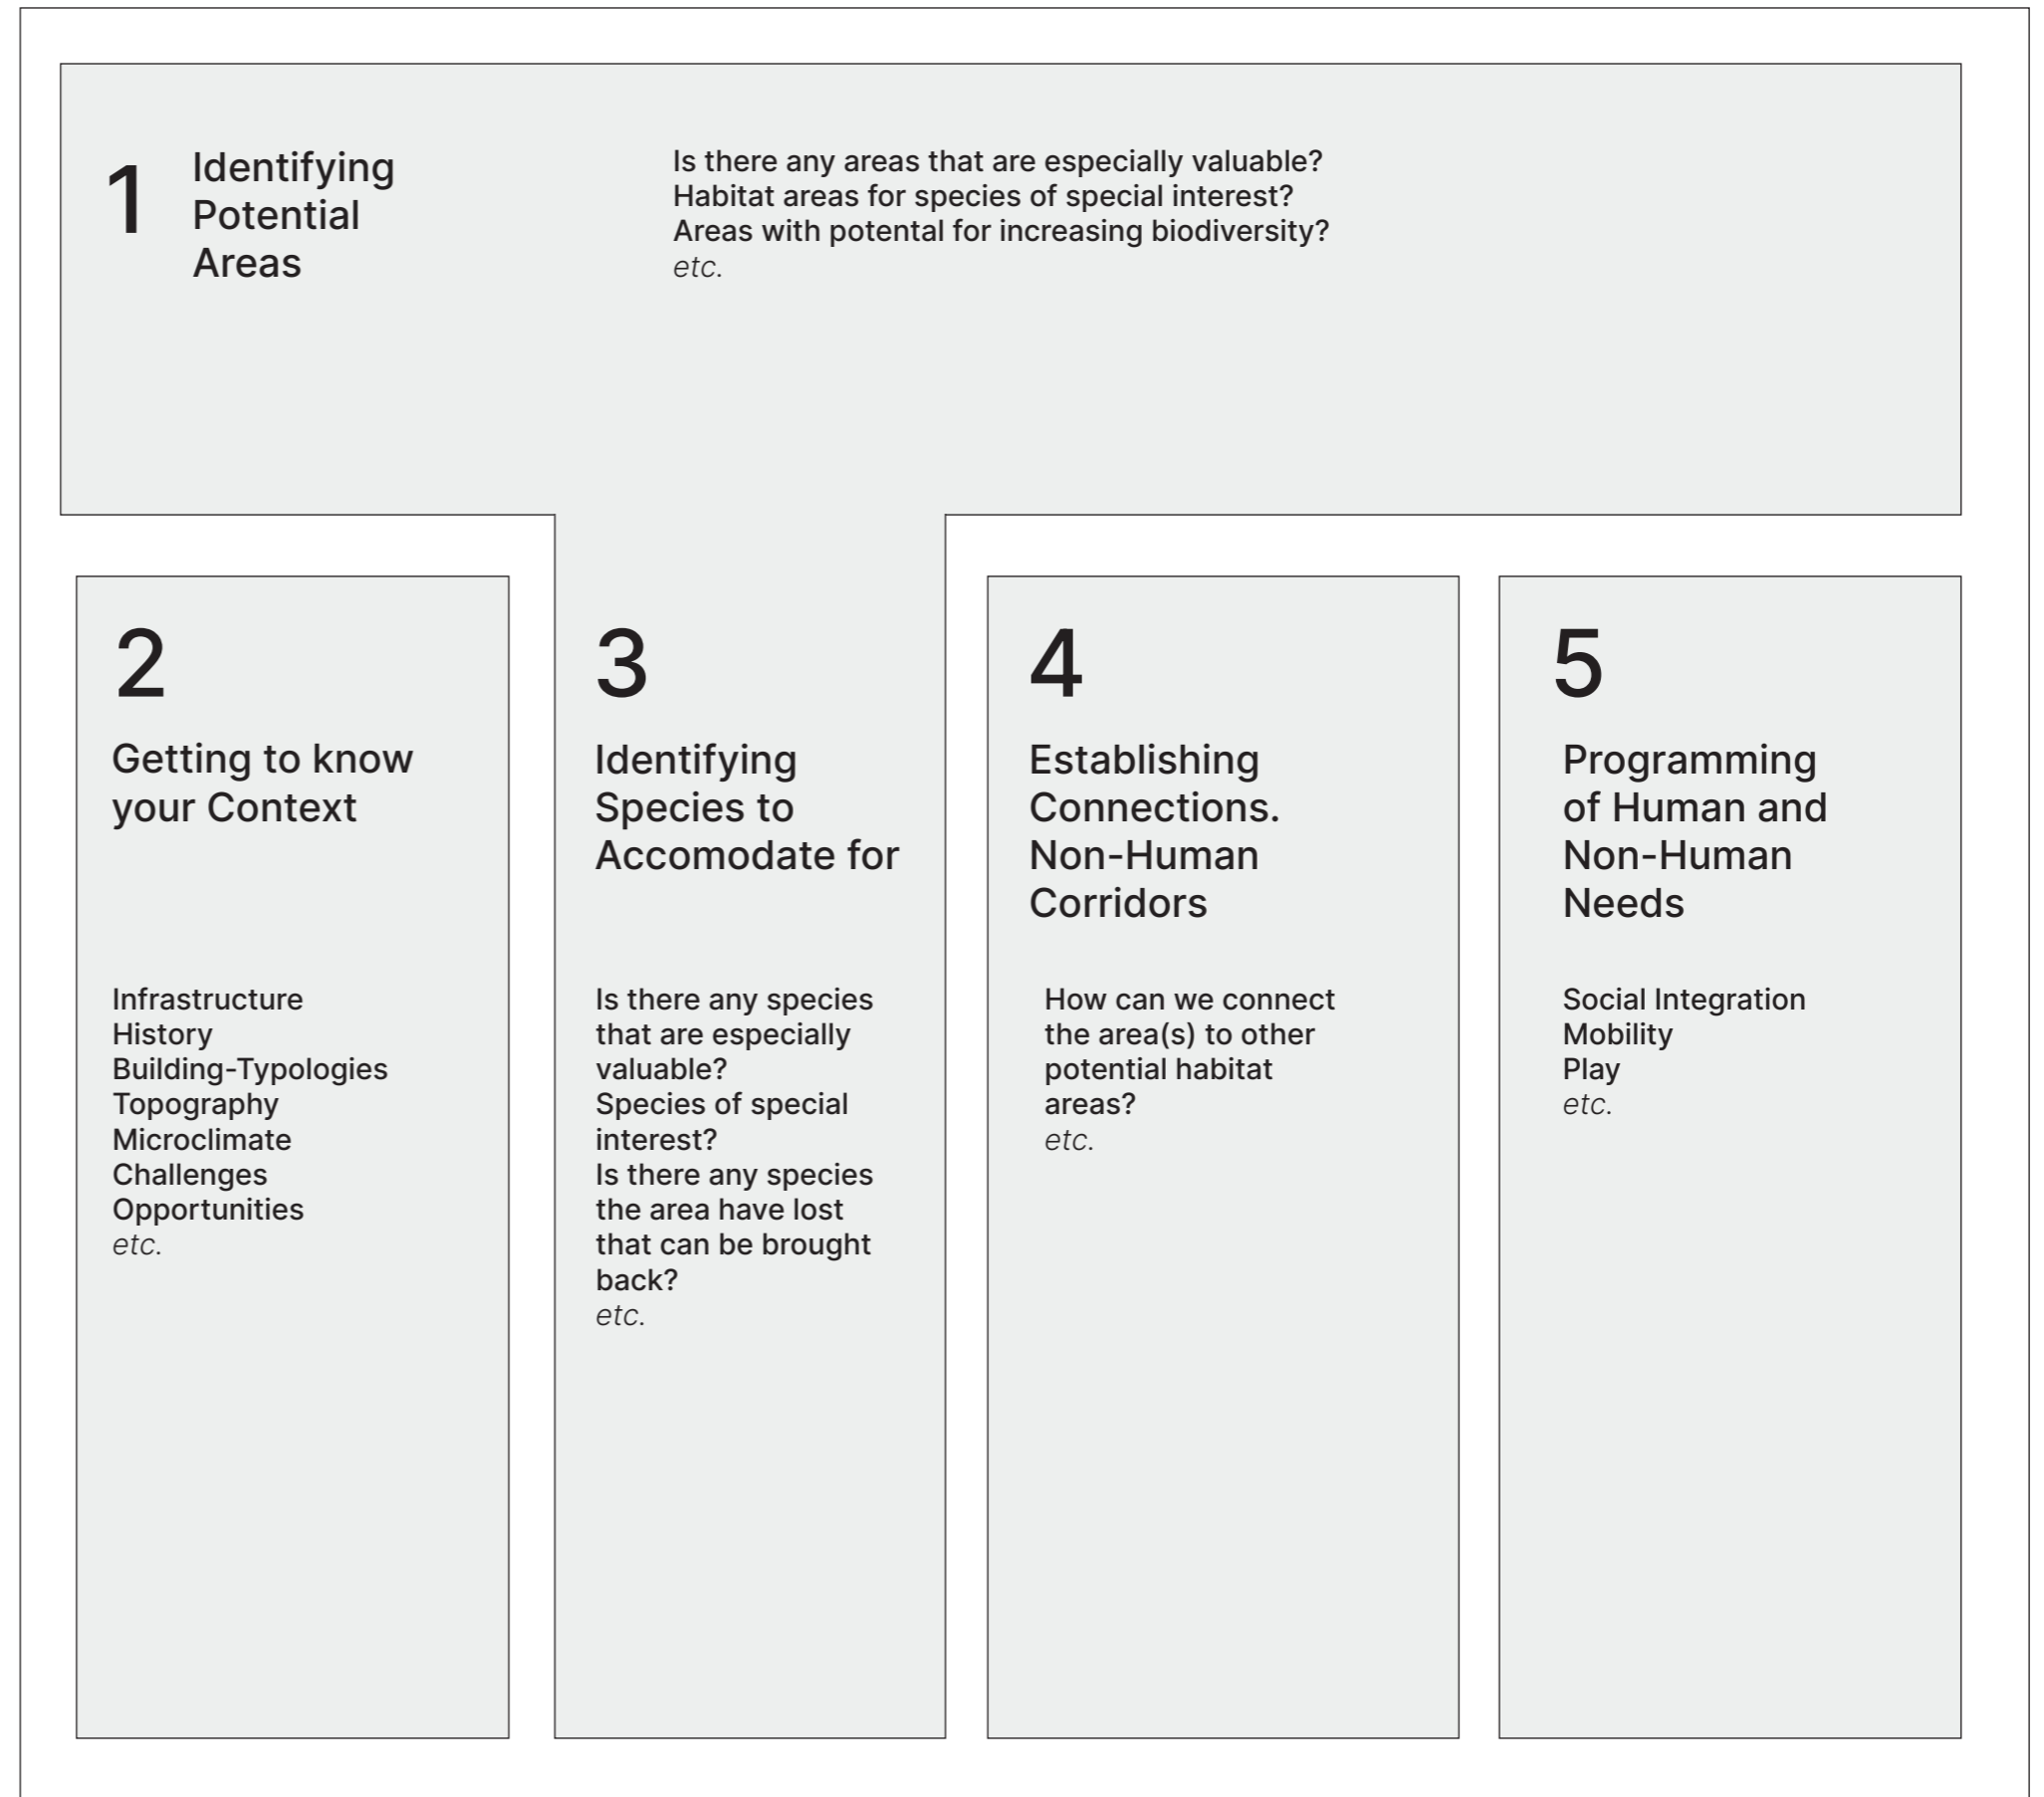 1
Identifying
Potential
Areas
Is there any areas that are especially valuable?
Habitat areas for species of special interest?
Areas with potental for increasing biodiversity?
etc.
2
Getting to know
your Context
Infrastructure
History
Building-Typologies
Topography
Microclimate
Challenges
Opportunities
etc.
3
Identifying
Species to
Accomodate for
Is there any species
that are especially
valuable?
Species of special
interest?
Is there any species
the area have lost
that can be brought
back?
etc.
4
Establishing
Connections.
Non-Human
Corridors
How can we connect
the area(s) to other
potential habitat
areas?
etc.
5
Programming
of Human and
Non-Human
Needs
Social Integration
Mobility
Play
etc.